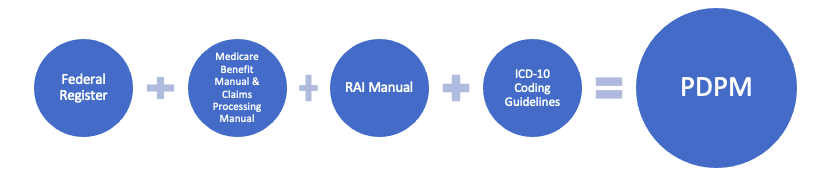 Federal
Register
Medicare
Benefit
Manual &
Claims
Processing
Manual
RAI Manual
ICD-10
Coding
Guidelines
PDPM